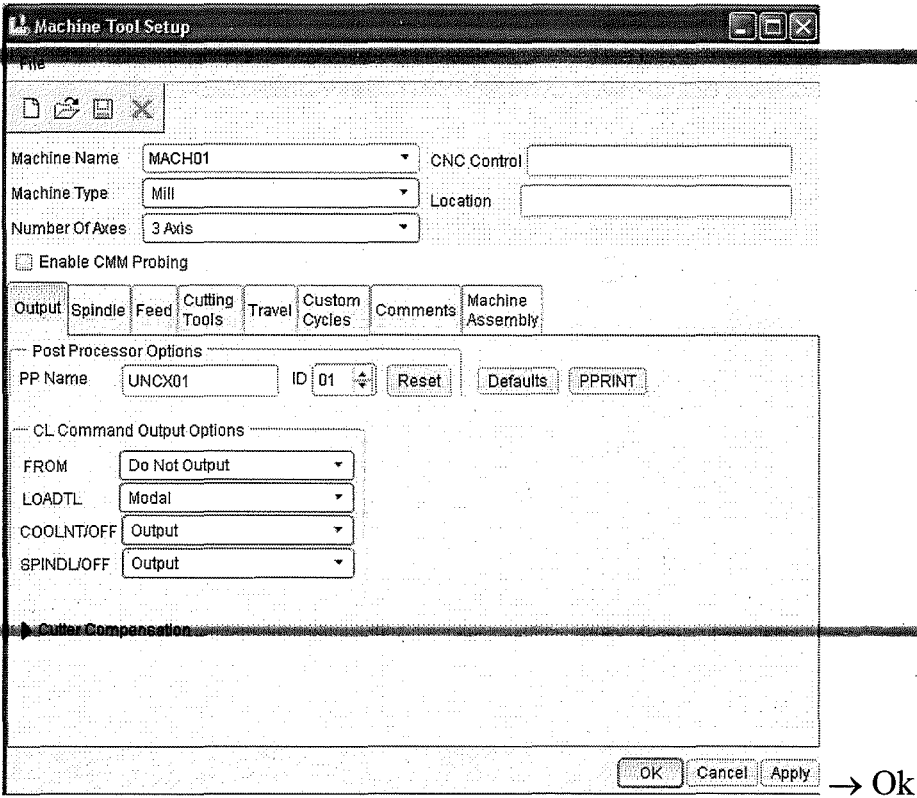 Machine Tool Setup
File
Machine Name MACH01 CNC Control
Machine Type Mill Location
Number Of Axes 3 Axis
Enable CMM Probing
Output Spindle Feed Cutting Tools Travel Custom Cycles Comments Machine Assembly
Post Processor Options
PP Name UNCX01 ID 01 Reset Defaults PPRINT
CL Command Output Options
FROM Do Not Output
LOADTL Modal
COOLNT/OFF Output
SPINDL/OFF Output
Cutter Compensation
OK Cancel Apply → Ok